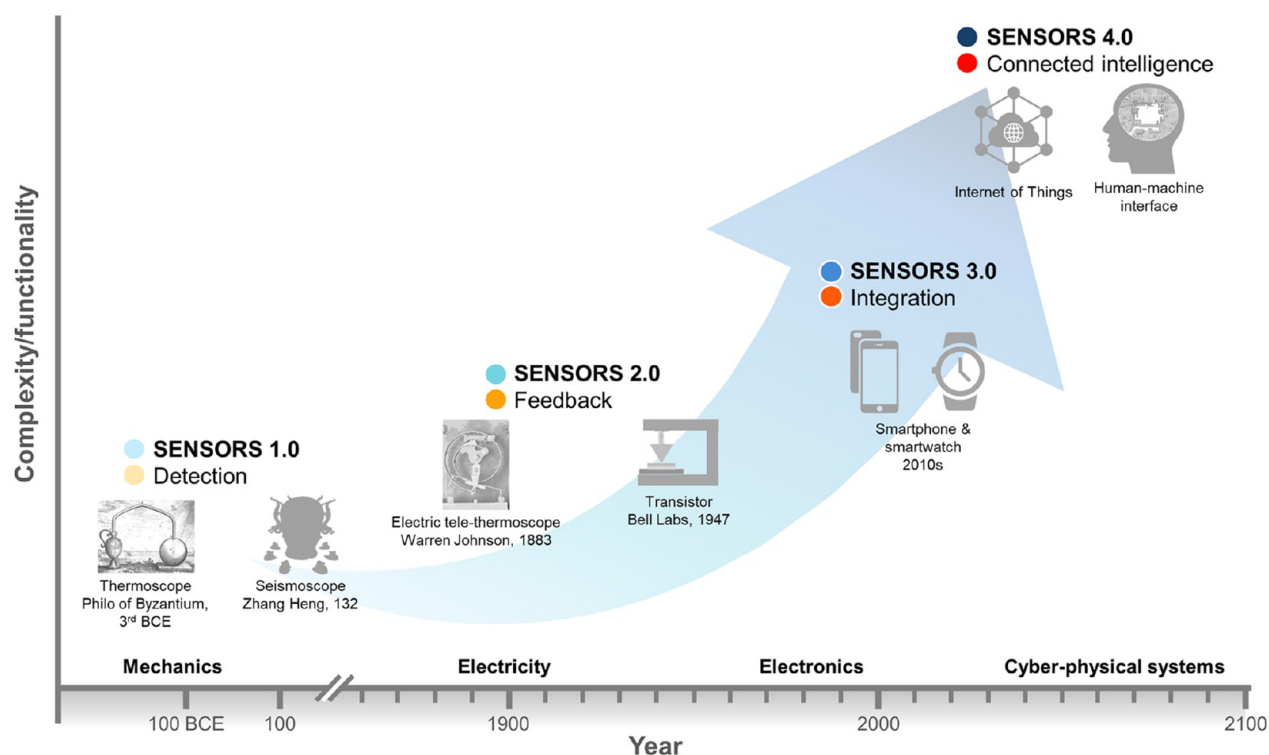 SENSORS 4.0
Connected intelligence
Internet of Things
Human-machine
interface
SENSORS 3.0
Integration
Smartphone &
smartwatch
2010s
SENSORS 2.0
Feedback
Electric tele-thermoscope
Warren Johnson, 1883
Transistor
Bell Labs, 1947
SENSORS 1.0
Detection
Thermoscope
Philo of Byzantium,
3rd BCE
Seismoscope
Zhang Heng, 132
Complexity/functionality
Mechanics
Electricity
Electronics
Cyber-physical systems
100 BCE
100
1900
2000
2100
Year